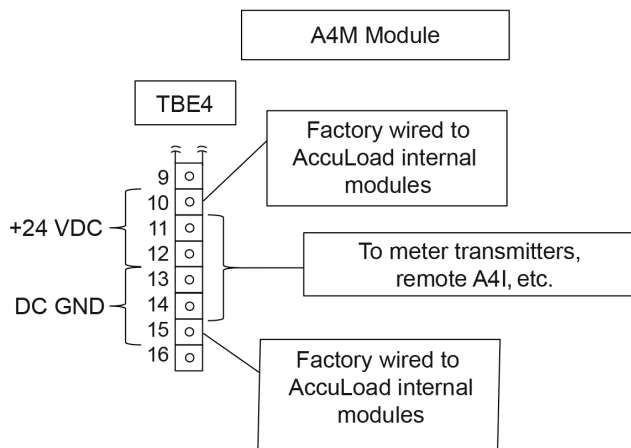 A4M Module
TBE4
Factory wired to
AccuLoad internal
modules
9
10
11
12
13
14
15
16
+24 VDC
DC GND
To meter transmitters,
remote A4I, etc.
Factory wired to
AccuLoad internal
modules